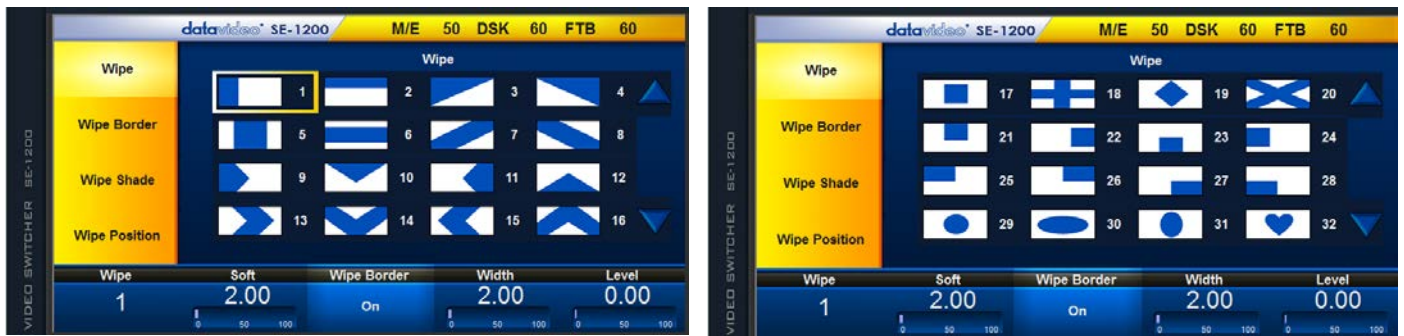 datavideo SE-1200 M/E 50 DSK 60 FTB 60
Wipe
Wipe
1 2 3 4
Wipe Border
5 6 7 8
Wipe Shade
9 10 11 12
Wipe Position
13 14 15 16
Wipe Soft Wipe Border Width Level
1 2.00 On 2.00 0.00
0 50 100 0 50 100 0 50 100
VIDEO SWITCHER SE-1200
datavideo SE-1200 M/E 50 DSK 60 FTB 60
Wipe
Wipe
17 18 19 20
Wipe Border
21 22 23 24
Wipe Shade
25 26 27 28
Wipe Position
29 30 31 32
Wipe Soft Wipe Border Width Level
1 2.00 On 2.00 0.00
0 50 100 0 50 100 0 50 100
VIDEO SWITCHER SE-1200